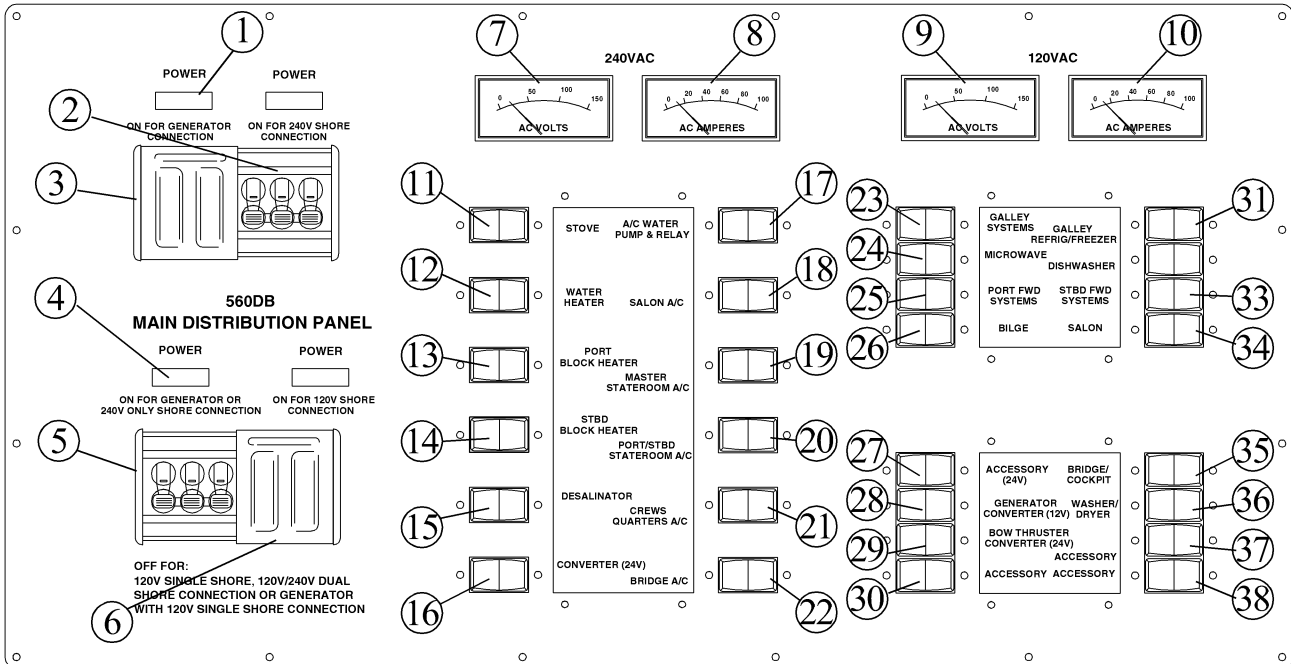 1
7
8
9
10
240VAC
120VAC
POWER
POWER
0 50 100 150
AC VOLTS
0 20 40 60 80 100
AC AMPERES
0 50 100 150
AC VOLTS
0 20 40 60 80 100
AC AMPERES
2
ON FOR GENERATOR
CONNECTION
ON FOR 240V SHORE
CONNECTION
3
4
560DB
MAIN DISTRIBUTION PANEL
POWER
POWER
ON FOR GENERATOR OR
240V ONLY SHORE CONNECTION
ON FOR 120V SHORE
CONNECTION
5
OFF FOR:
120V SINGLE SHORE, 120V/240V DUAL
SHORE CONNECTION OR GENERATOR
WITH 120V SINGLE SHORE CONNECTION
6
11
12
13
14
15
16
STOVE
A/C WATER
PUMP & RELAY
WATER
HEATER
SALON A/C
PORT
BLOCK HEATER
MASTER
STATEROOM A/C
STBD
BLOCK HEATER
PORT/STBD
STATEROOM A/C
DESALINATOR
CREWS
QUARTERS A/C
CONVERTER (24V)
BRIDGE A/C
17
18
19
20
21
22
23
24
25
26
GALLEY
SYSTEMS
GALLEY
REFRIG/FREEZER
MICROWAVE
DISHWASHER
PORT FWD
SYSTEMS
STBD FWD
SYSTEMS
BILGE
SALON
31
33
34
27
28
29
30
ACCESSORY
(24V)
BRIDGE/
COCKPIT
GENERATOR
CONVERTER (12V)
WASHER/
DRYER
BOW THRUSTER
CONVERTER (24V)
ACCESSORY
ACCESSORY
ACCESSORY
35
36
37
38